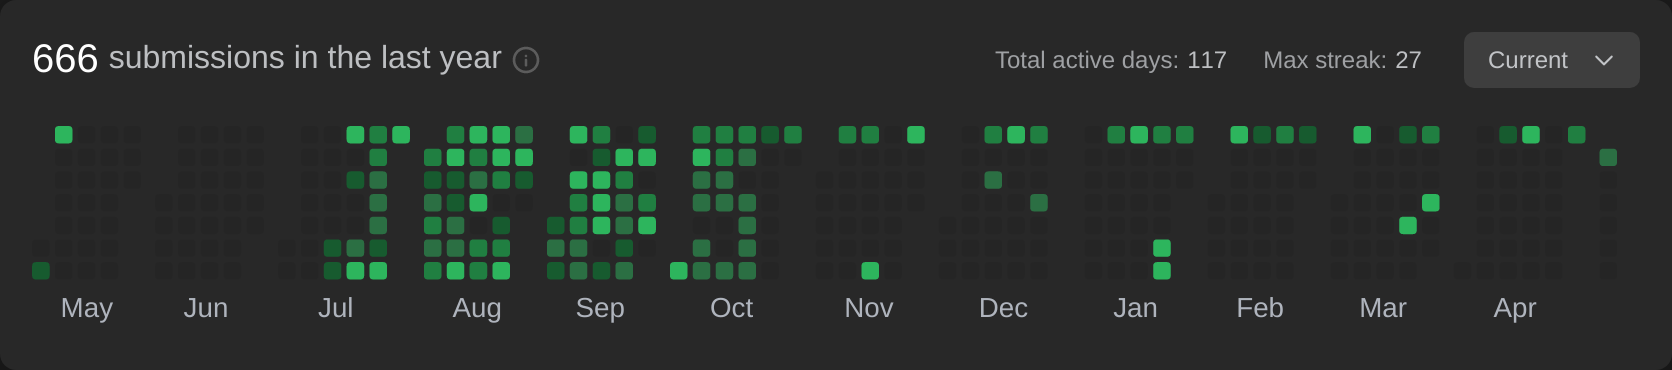 666 submissions in the last year
Total active days: 117 Max streak: 27 Current
May Jun Jul Aug Sep Oct Nov Dec Jan Feb Mar Apr